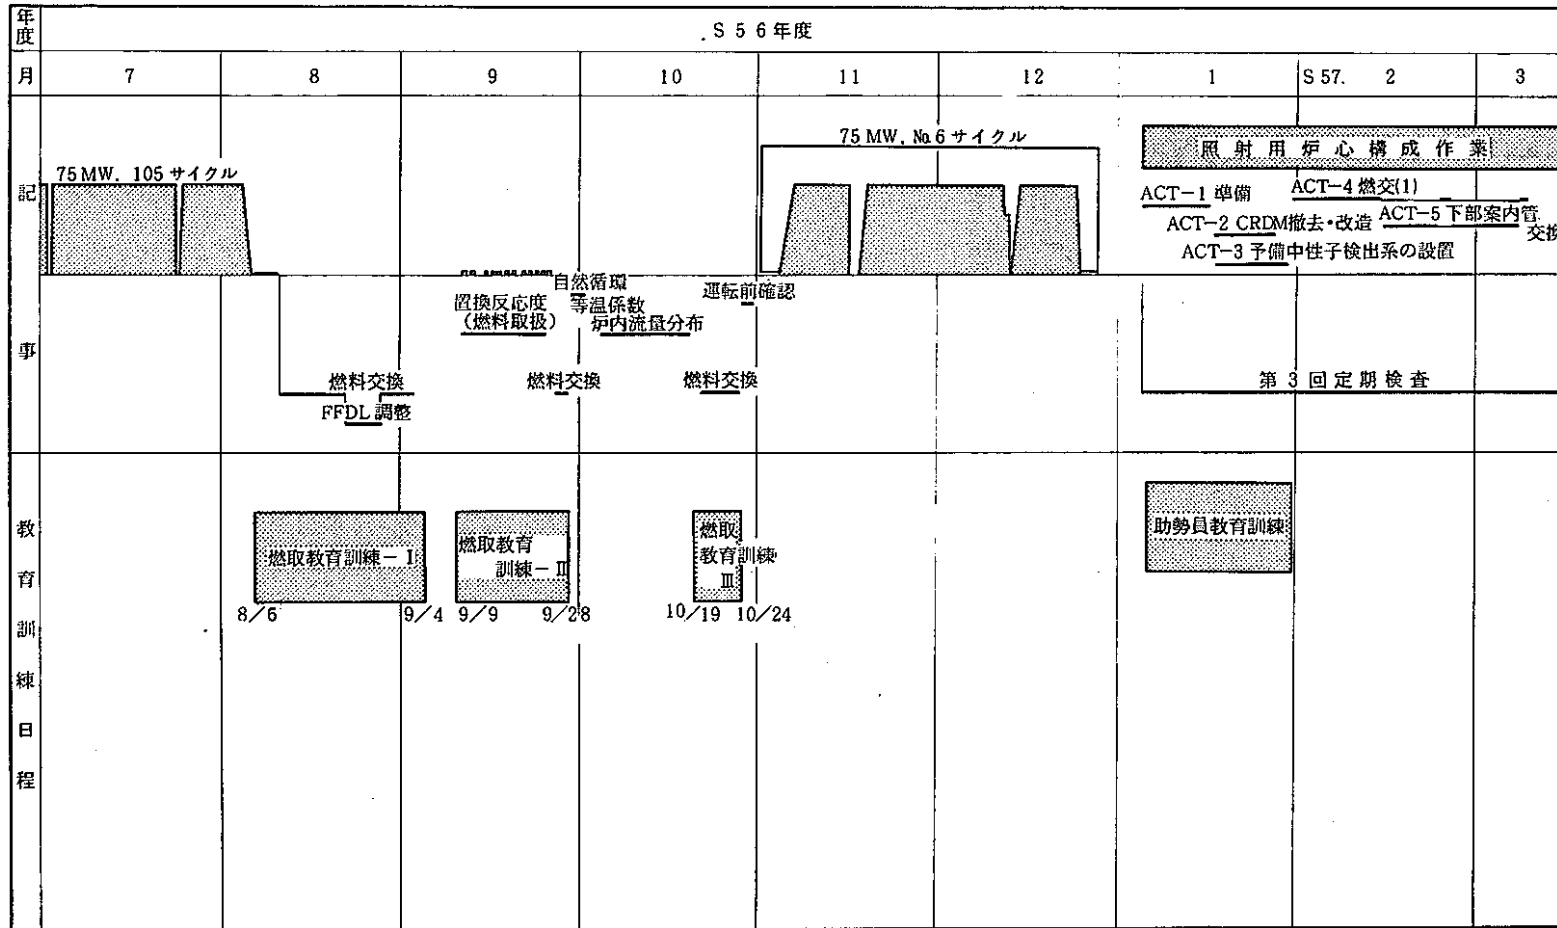 年度
S 5 6 年度
月
7
8
9
10
11
12
1
S 57.
2
3
記事
75 MW. 105 サイクル
75 MW, №6 サイクル
照射用炉心構成作業
ACT-1 準備
ACT-4 燃交(1)
ACT-2 CRDM撤去・改造
ACT-5 下部案内管
交換
ACT-3 予備中性子検出系の設置
自然循環
置換反応度
等温係数
運転前確認
(燃料取扱)
炉内流量分布
燃料交換
燃料交換
燃料交換
第 3 回定期検査
FFDL 調整
教育訓練日程
燃取教育訓練-Ⅰ
8/6
9/4
燃取教育
訓練-Ⅱ
9/9
9/28
燃取
教育訓練
Ⅲ
10/19
10/24
助勢員教育訓練